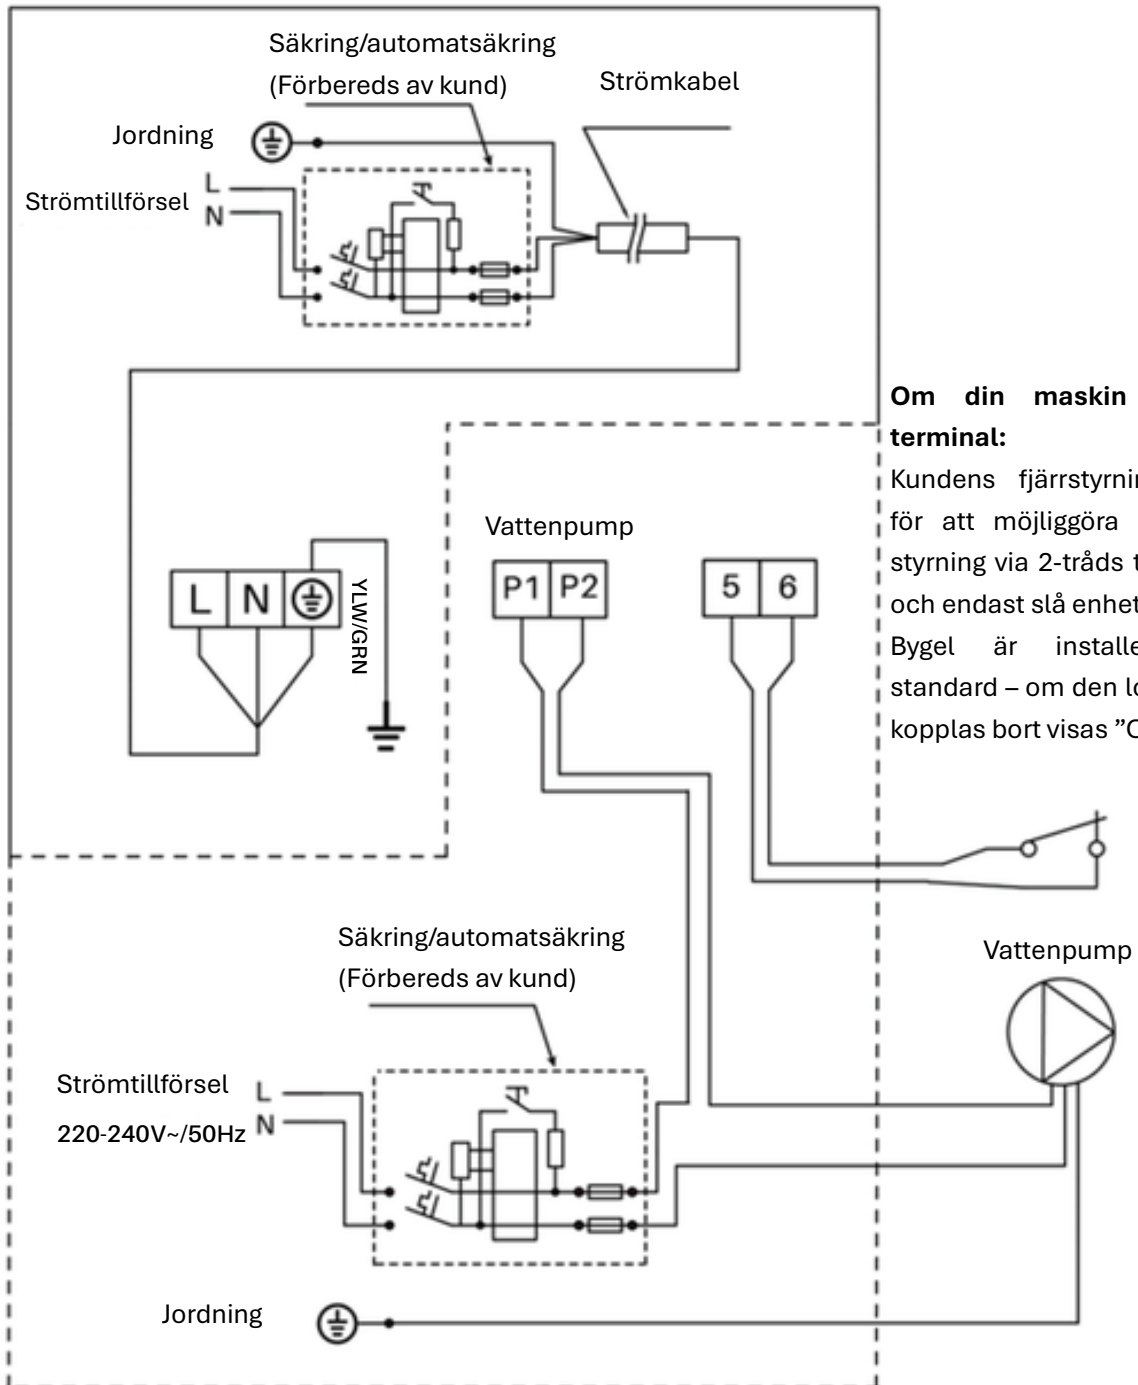 Säkring/automatsäkring
(Förbereds av kund)
Strömkabel
Jordning
Strömtillförsel
L
N
Om din maskin
terminal:
Kundens fjärrstyrni
för att möjliggöra
styrning via 2-tråds t
och endast slå enhet
Bygel är installe
standard – om den lo
kopplas bort visas ”C
Vattenpump
L N
YLW/GRN
P1 P2
5 6
Säkring/automatsäkring
(Förbereds av kund)
Vattenpump
Strömtillförsel
L
220-240V~/50Hz
N
Jordning